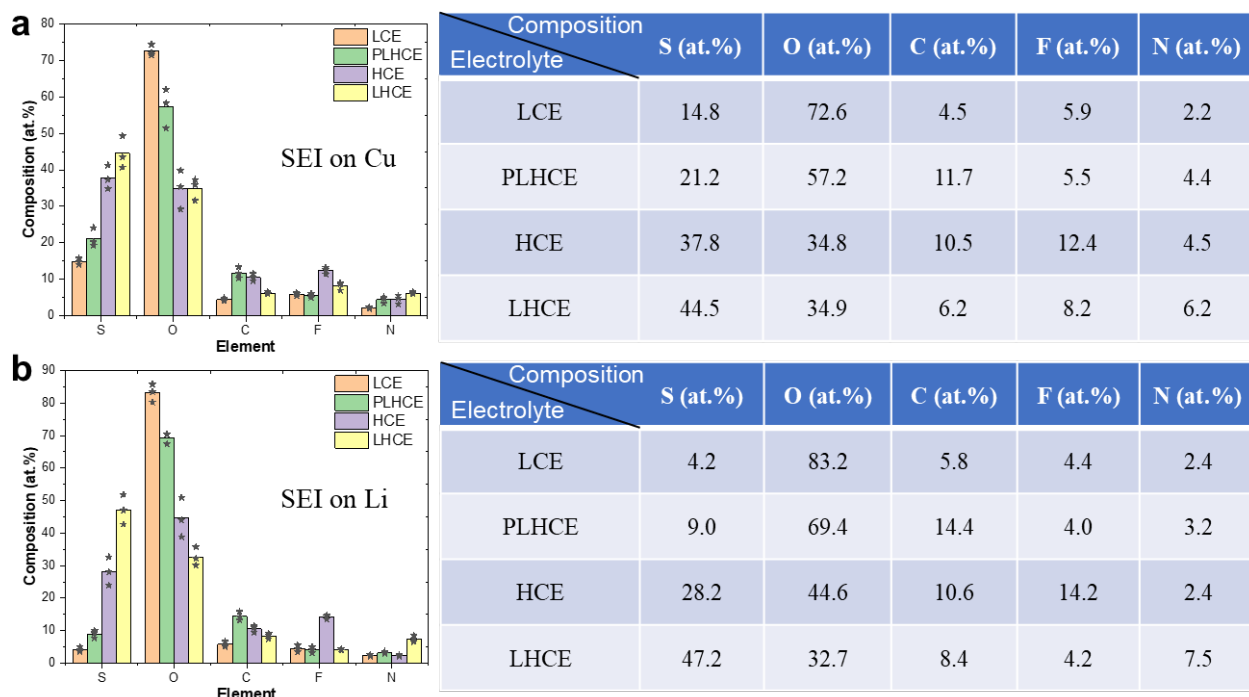 a
80
70
60
50
40
30
20
10
0
Composition (at.%)
LCE
PLHCE
HCE
LHCE
SEI on Cu
S O C F N
Element
Composition
Electrolyte
S (at.%) O (at.%) C (at.%) F (at.%) N (at.%)
LCE 14.8 72.6 4.5 5.9 2.2
PLHCE 21.2 57.2 11.7 5.5 4.4
HCE 37.8 34.8 10.5 12.4 4.5
LHCE 44.5 34.9 6.2 8.2 6.2
b
90
80
70
60
50
40
30
20
10
0
Composition (at.%)
LCE
PLHCE
HCE
LHCE
SEI on Li
S O C F N
Element
Composition
Electrolyte
S (at.%) O (at.%) C (at.%) F (at.%) N (at.%)
LCE 4.2 83.2 5.8 4.4 2.4
PLHCE 9.0 69.4 14.4 4.0 3.2
HCE 28.2 44.6 10.6 14.2 2.4
LHCE 47.2 32.7 8.4 4.2 7.5